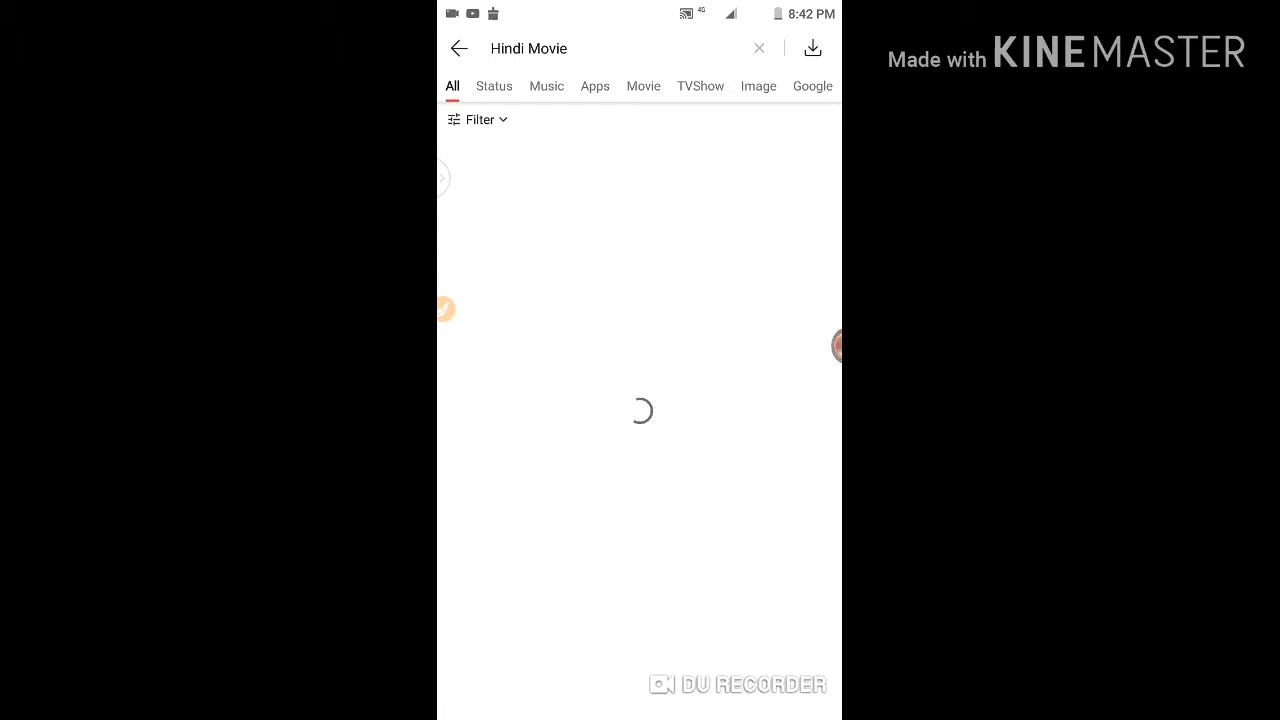 4G 8:42 PM
Made with KINEMASTER
Hindi Movie
All Status Music Apps Movie TVShow Image Google
Filter
DU RECORDER